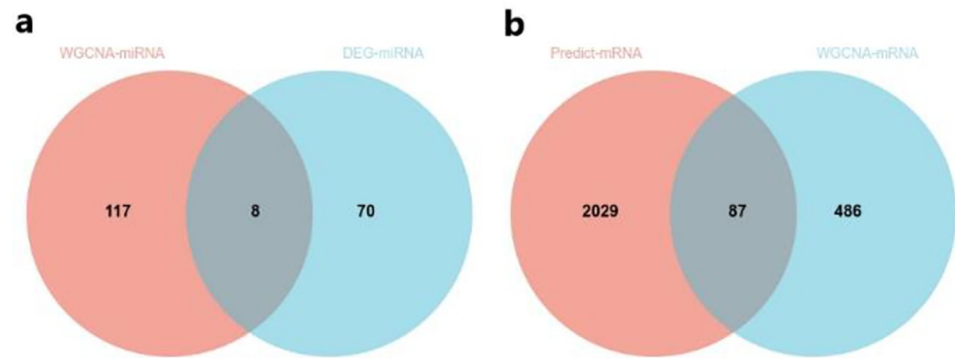 a
WGCNA-miRNA DEG-miRNA
117 8 70
b
Predict-mRNA WGCNA-mRNA
2029 87 486